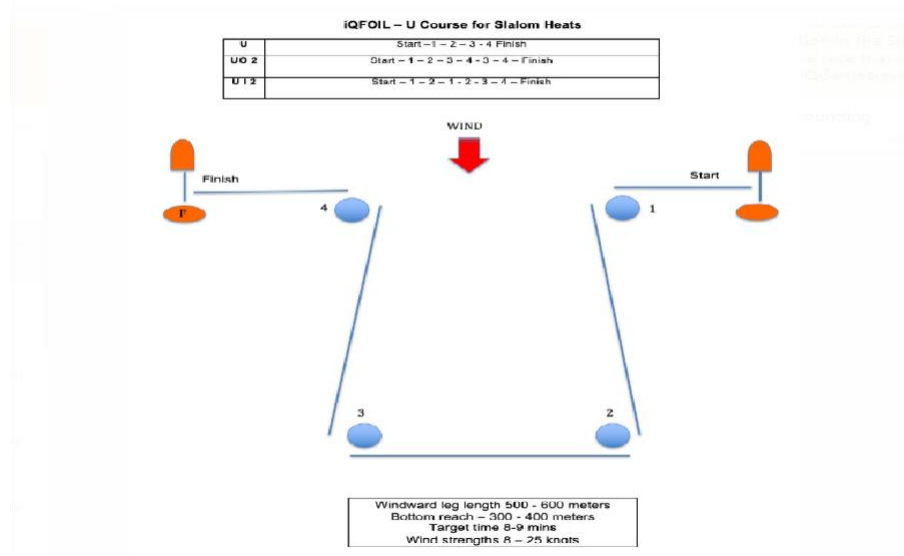 iQFOIL – U Course for Slalom Heats
U Start –1 – 2 – 3 - 4 Finish
UO 2 Start – 1 – 2 – 3 – 4 - 3 – 4 – Finish
U I 2 Start – 1 – 2 – 1 - 2 - 3 – 4 – Finish
WIND
Finish
Start
F
4
1
3
2
Windward leg length 500 - 600 meters
Bottom reach – 300 - 400 meters
Target time 8-9 mins
Wind strengths 8 – 25 knots